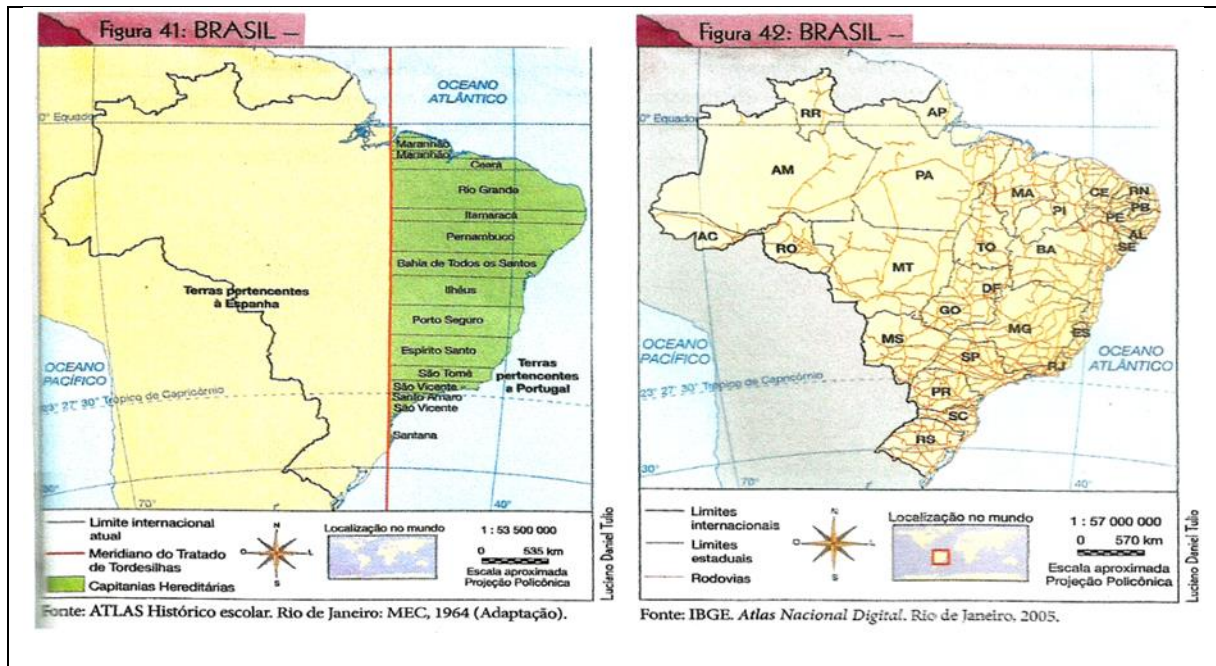 Figura 41: BRASIL –
OCEANO
ATLÂNTICO
0° Equador
Maranhão
Maranhão
Ceará
Rio Grande
Itamaracá
Pernambuco
Bahia de Todos os Santos
Ilhéus
Porto Seguro
Espírito Santo
São Tomé
São Vicente
Santo Amaro
São Vicente
Santana
Terras pertencentes
à Espanha
Terras
pertencentes
a Portugal
OCEANO
PACÍFICO
23° 27' 30" Trópico de Capricórnio
30°
70°
40°
Limite internacional
atual
Meridiano do Tratado
de Tordesilhas
Capitanias Hereditárias
N
O
L
S
Localização no mundo
1 : 53 500 000
0 535 km
Escala aproximada
Projeção Policônica
Luciano Daniel Tulio
Fonte: ATLAS Histórico escolar. Rio de Janeiro: MEC, 1964 (Adaptação).
Figura 42: BRASIL –
OCEANO
ATLÂNTICO
0° Equador
RR
AP
AM
PA
MA
CE
RN
PB
PI
PE
AL
SE
AC
RO
TO
BA
MT
DF
GO
MG
ES
MS
SP
RJ
PR
SC
RS
OCEANO
PACÍFICO
23° 27' 30" Trópico de Capricórnio
30°
70°
40°
Limites
internacionais
Limites
estaduais
Rodovias
N
O
L
S
Localização no mundo
1 : 57 000 000
0 570 km
Escala aproximada
Projeção Policônica
Luciano Daniel Tulio
Fonte: IBGE. Atlas Nacional Digital. Rio de Janeiro, 2005.